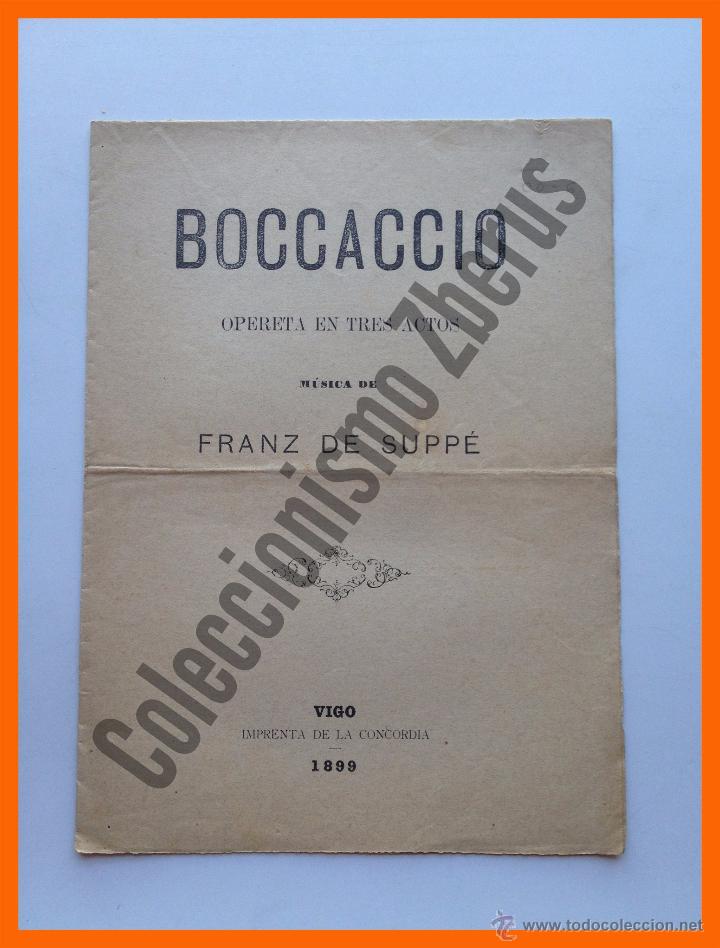 BOCCACCIO
OPERETA EN TRES ACTOS
MÚSICA DE
FRANZ DE SUPPÉ
VIGO
IMPRENTA DE LA CONCORDIA
1899
Coleccionismo Zberus
© www.todocoleccion.net